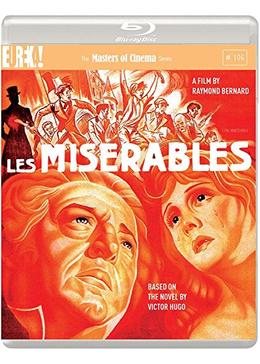 Blu-ray Disc
EUREKA!
The Masters of Cinema Series
# 106
A FILM BY
RAYMOND BERNARD
LES MISERABLES
BASED ON
THE NOVEL BY
VICTOR HUGO